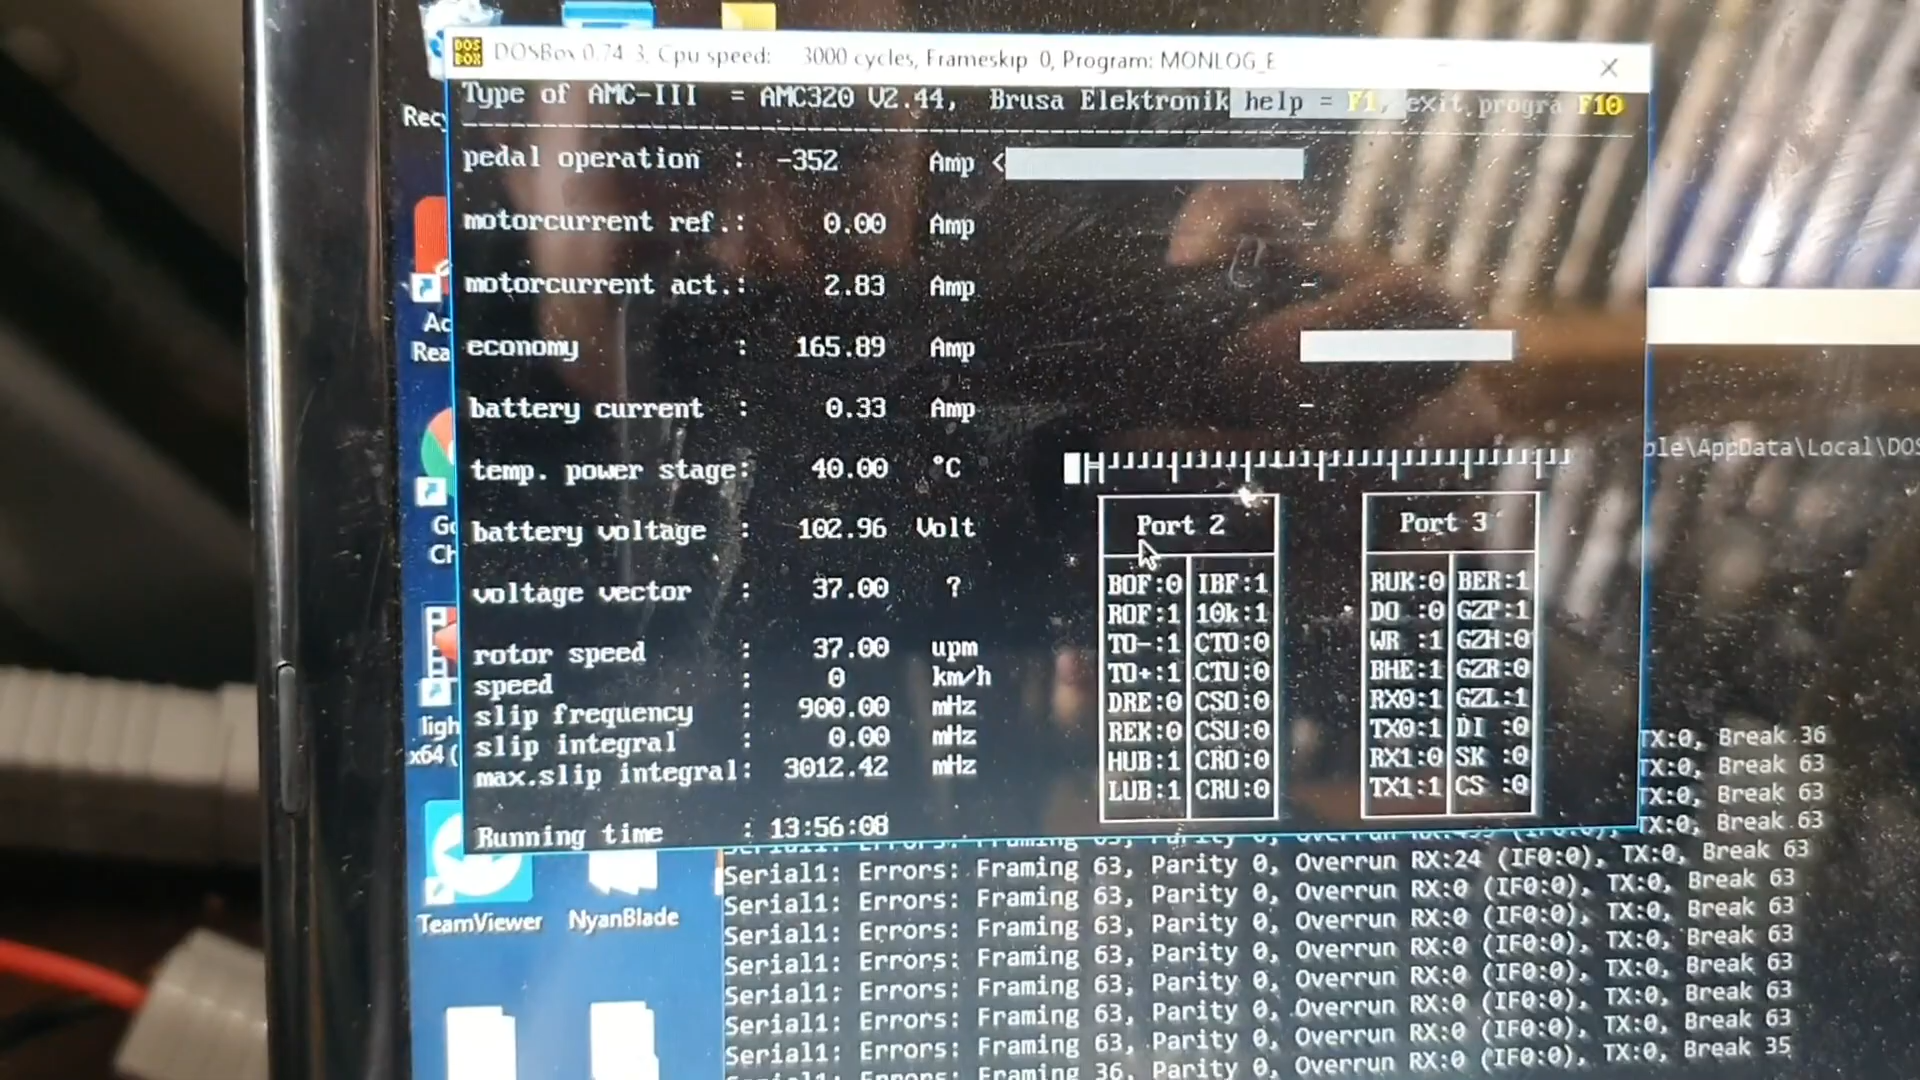 DOSBox 0.74-3, Cpu speed: 3000 cycles, Frameskip 0, Program: MONLOG_E
Type of AMC-III = AMC320 V2.44, Brusa Elektronik help = F1, exit progra F10
Recy
pedal operation : -352 Amp <
motorcurrent ref.: 0.00 Amp -
motorcurrent act.: 2.83 Amp -
Ac
Rea
economy : 165.89 Amp
battery current : 0.33 Amp -
temp. power stage: 40.00 °C
ple\AppData\Local\DOS
Go
Ch
battery voltage : 102.96 Volt
voltage vector : 37.00 ?
rotor speed : 37.00 upm
speed : 0 km/h
slip frequency : 900.00 mHz
slip integral : 0.00 mHz
max.slip integral: 3012.42 mHz
Running time : 13:56:08
Port 2
BOF:0 IBF:1
ROF:1 10k:1
TO-:1 CTO:0
TO+:1 CTU:0
DRE:0 CSO:0
REK:0 CSU:0
HUB:1 CRO:0
LUB:1 CRU:0
Port 3
RUK:0 BER:1
DO :0 GZP:1
WR :1 GZH:0
BHE:1 GZR:0
RX0:1 GZL:1
TX0:1 DI :0
RX1:0 SK :0
TX1:1 CS :0
ligh
x64 (
TeamViewer
NyanBlade
TX:0, Break 36
TX:0, Break 63
TX:0, Break 63
TX:0, Break 63
Serial1: Errors: Framing 63, Parity 0, Overrun RX:24 (IF0:0), TX:0, Break 63
Serial1: Errors: Framing 63, Parity 0, Overrun RX:0 (IF0:0), TX:0, Break 63
Serial1: Errors: Framing 63, Parity 0, Overrun RX:0 (IF0:0), TX:0, Break 63
Serial1: Errors: Framing 63, Parity 0, Overrun RX:0 (IF0:0), TX:0, Break 63
Serial1: Errors: Framing 63, Parity 0, Overrun RX:0 (IF0:0), TX:0, Break 63
Serial1: Errors: Framing 63, Parity 0, Overrun RX:0 (IF0:0), TX:0, Break 63
Serial1: Errors: Framing 63, Parity 0, Overrun RX:0 (IF0:0), TX:0, Break 63
Serial1: Errors: Framing 36, Parity 0, Overrun RX:0 (IF0:0), TX:0, Break 35